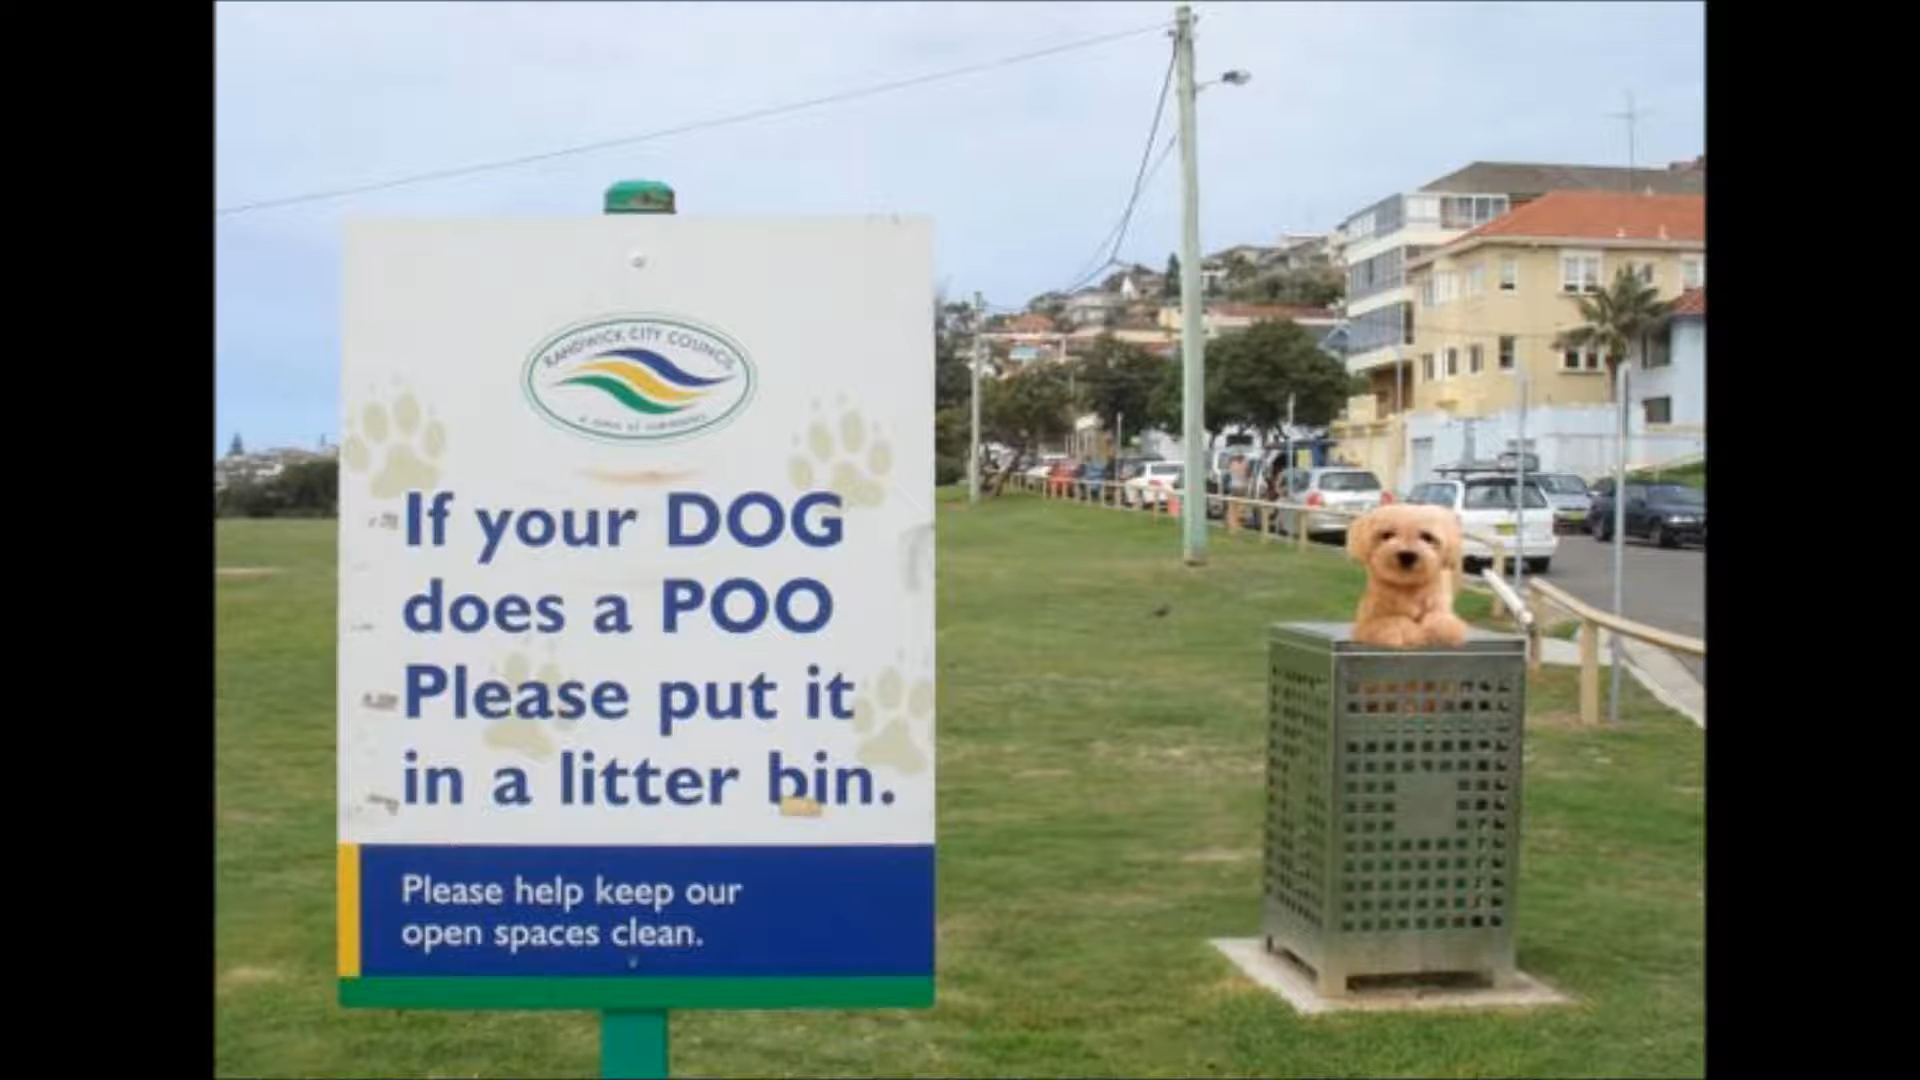 RANDWICK CITY COUNCIL
If your DOG
does a POO
Please put it
in a litter bin.
Please help keep our
open spaces clean.